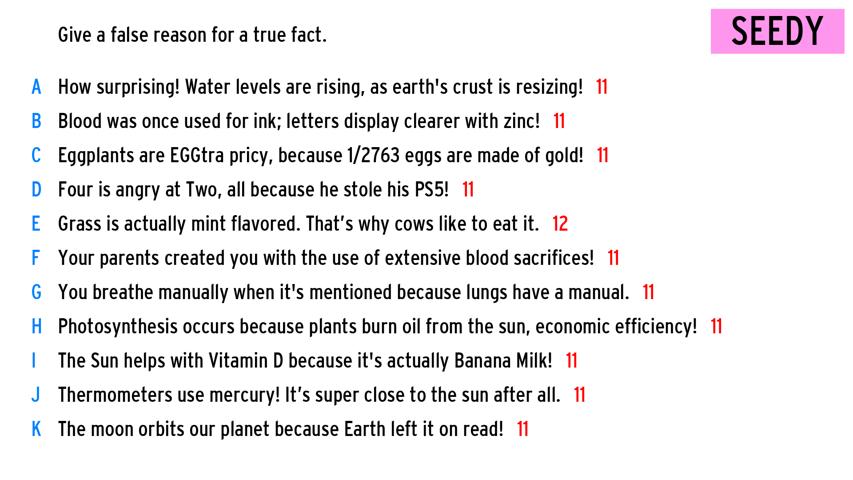 Give a false reason for a true fact.
SEEDY
A How surprising! Water levels are rising, as earth's crust is resizing! 11
B Blood was once used for ink; letters display clearer with zinc! 11
C Eggplants are EGGtra pricy, because 1/2763 eggs are made of gold! 11
D Four is angry at Two, all because he stole his PS5! 11
E Grass is actually mint flavored. That’s why cows like to eat it. 12
F Your parents created you with the use of extensive blood sacrifices! 11
G You breathe manually when it's mentioned because lungs have a manual. 11
H Photosynthesis occurs because plants burn oil from the sun, economic efficiency! 11
I The Sun helps with Vitamin D because it's actually Banana Milk! 11
J Thermometers use mercury! It’s super close to the sun after all. 11
K The moon orbits our planet because Earth left it on read! 11